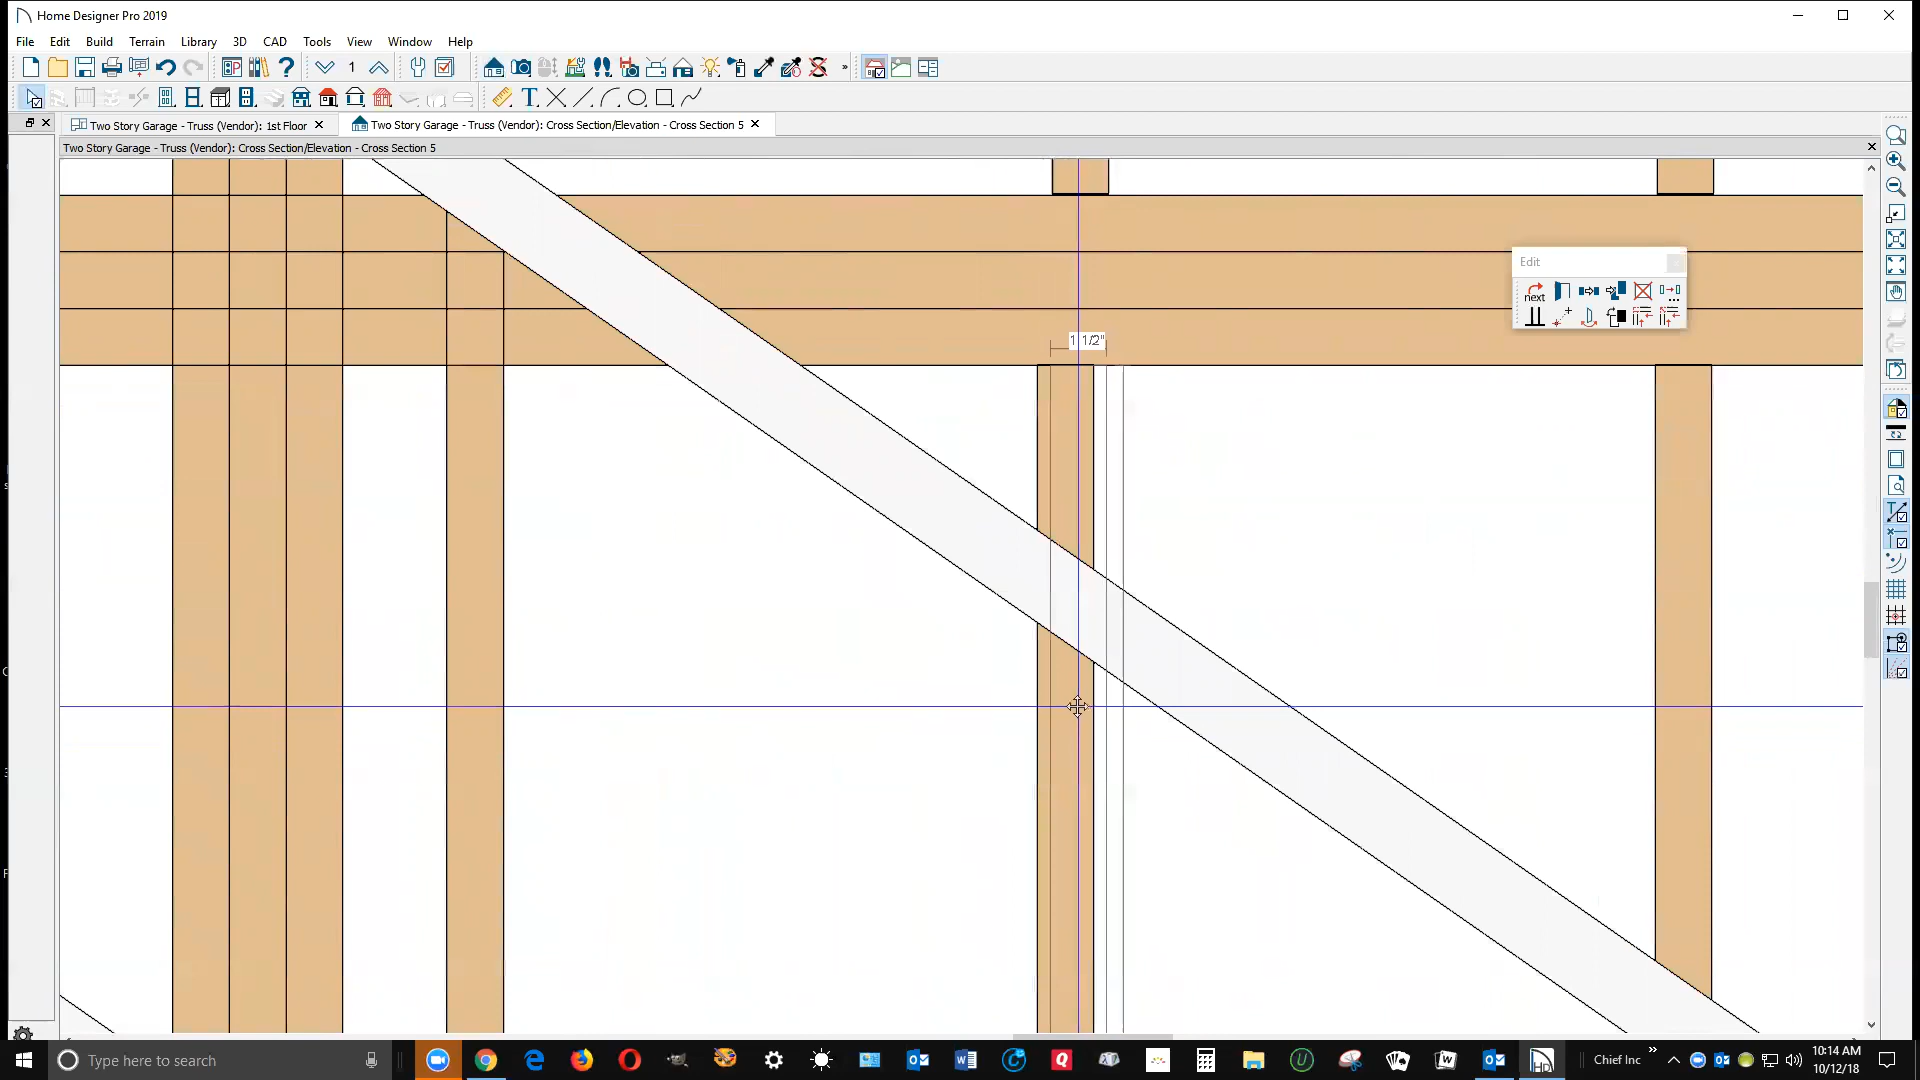 Home Designer Pro 2019
File Edit Build Terrain Library 3D CAD Tools View Window Help
1
Two Story Garage - Truss (Vendor): 1st Floor
Two Story Garage - Truss (Vendor): Cross Section/Elevation - Cross Section 5
Two Story Garage - Truss (Vendor): Cross Section/Elevation - Cross Section 5
Edit
next
1 1/2"
Type here to search
Chief Inc
10:14 AM
10/12/18